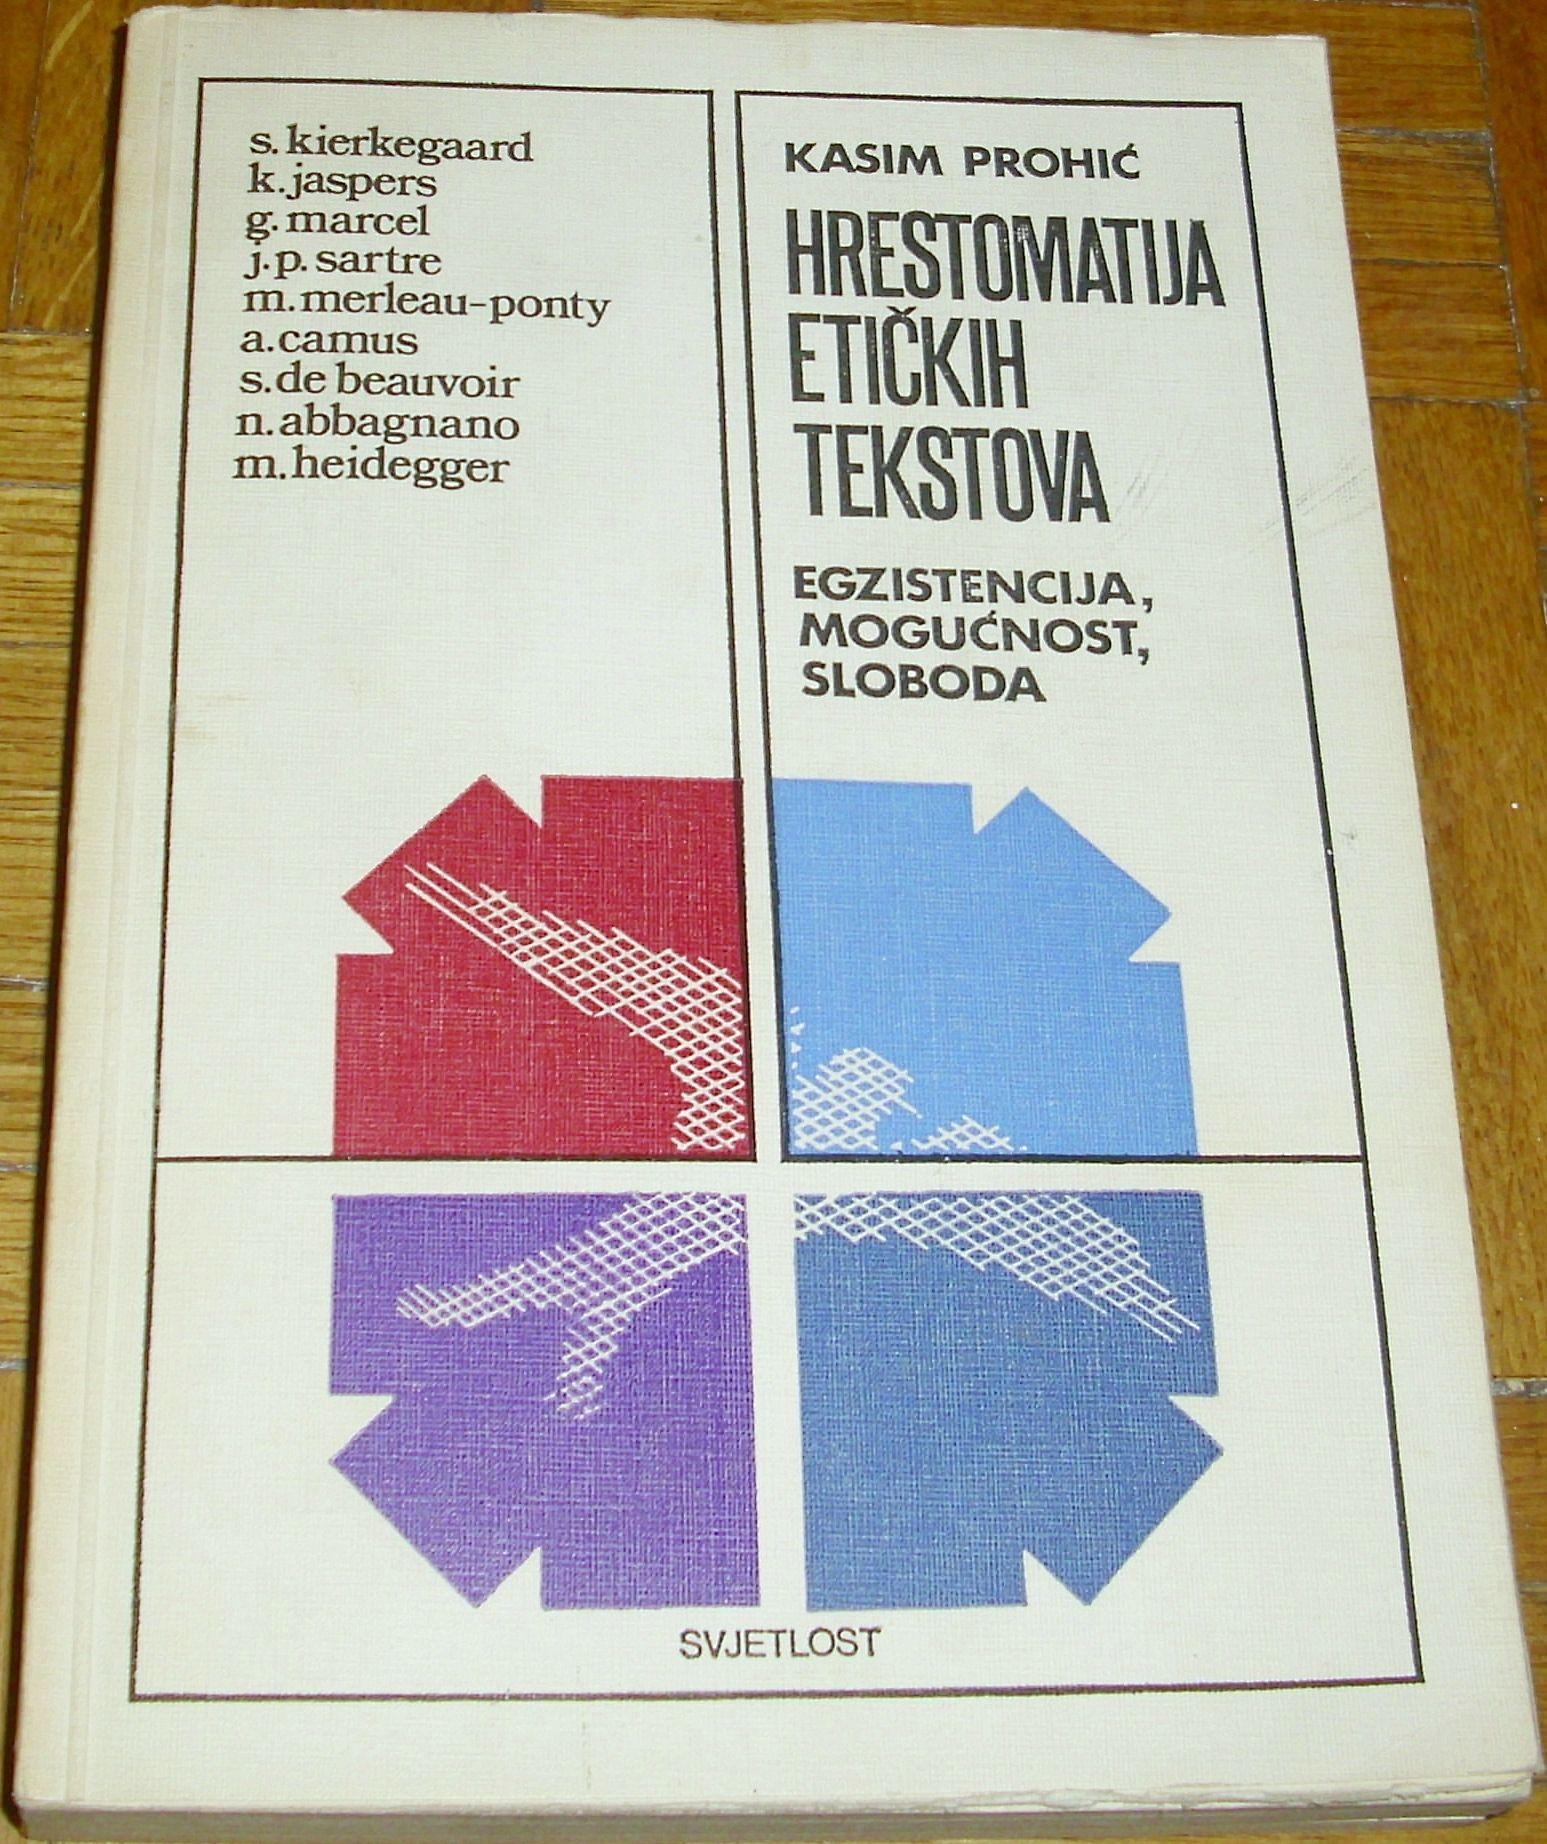 s. kierkegaard
k. jaspers
g. marcel
j. p. sartre
m. merleau-ponty
a. camus
s. de beauvoir
n. abbagnano
m. heidegger
KASIM PROHIĆ
HRESTOMATIJA
ETIČKIH
TEKSTOVA
EGZISTENCIJA,
MOGUĆNOST,
SLOBODA
SVJETLOST